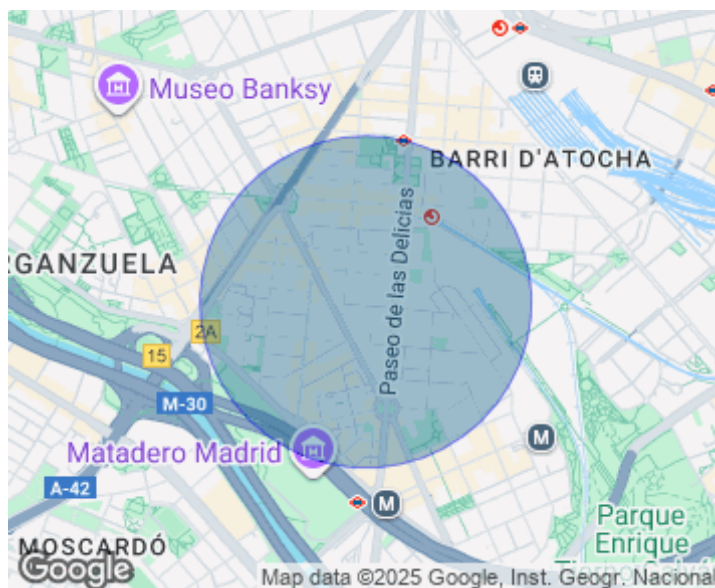 Museo Banksy
BARRI D'ATOCHA
RGANZUELA
Paseo de las Delicias
2A
15
M-30
Matadero Madrid
M
A-42
M
MOSCARDÓ
Parque
Enrique
Google
Map data ©2025 Google, Inst. Geogr. Nacional